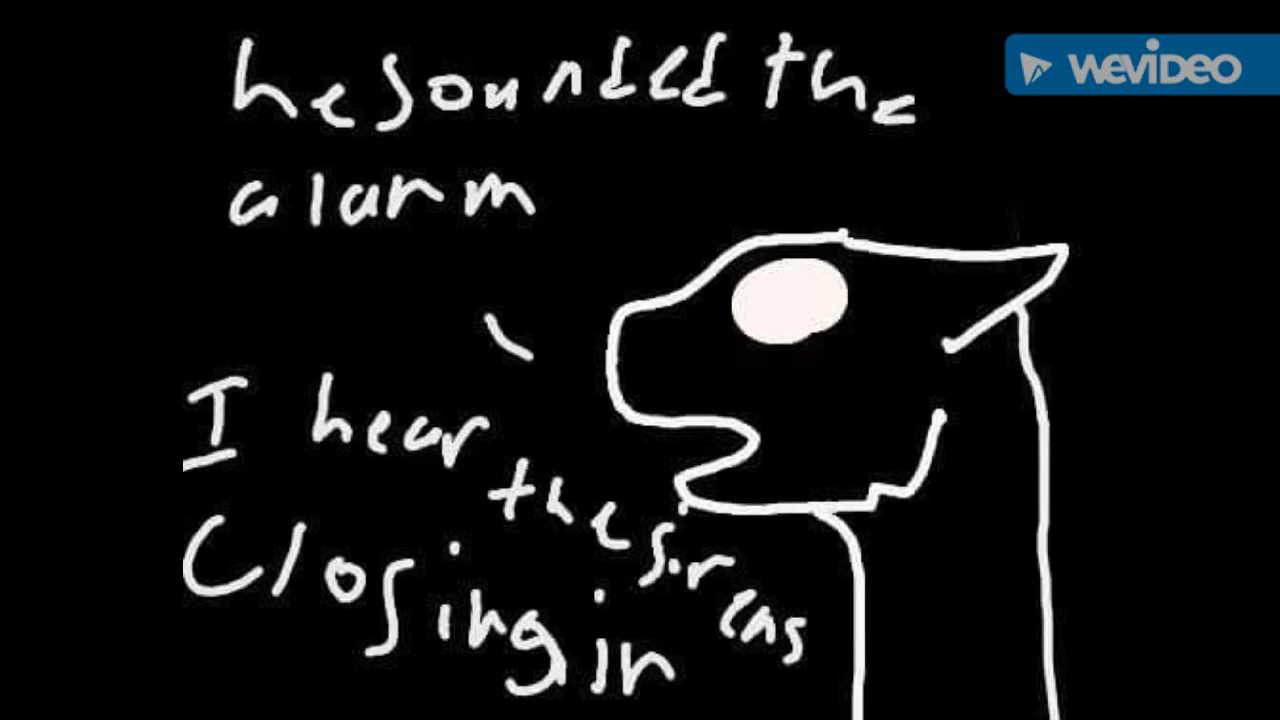 he sounded the
alarm
I hear
the sirens
Closing in
WEVIDEO